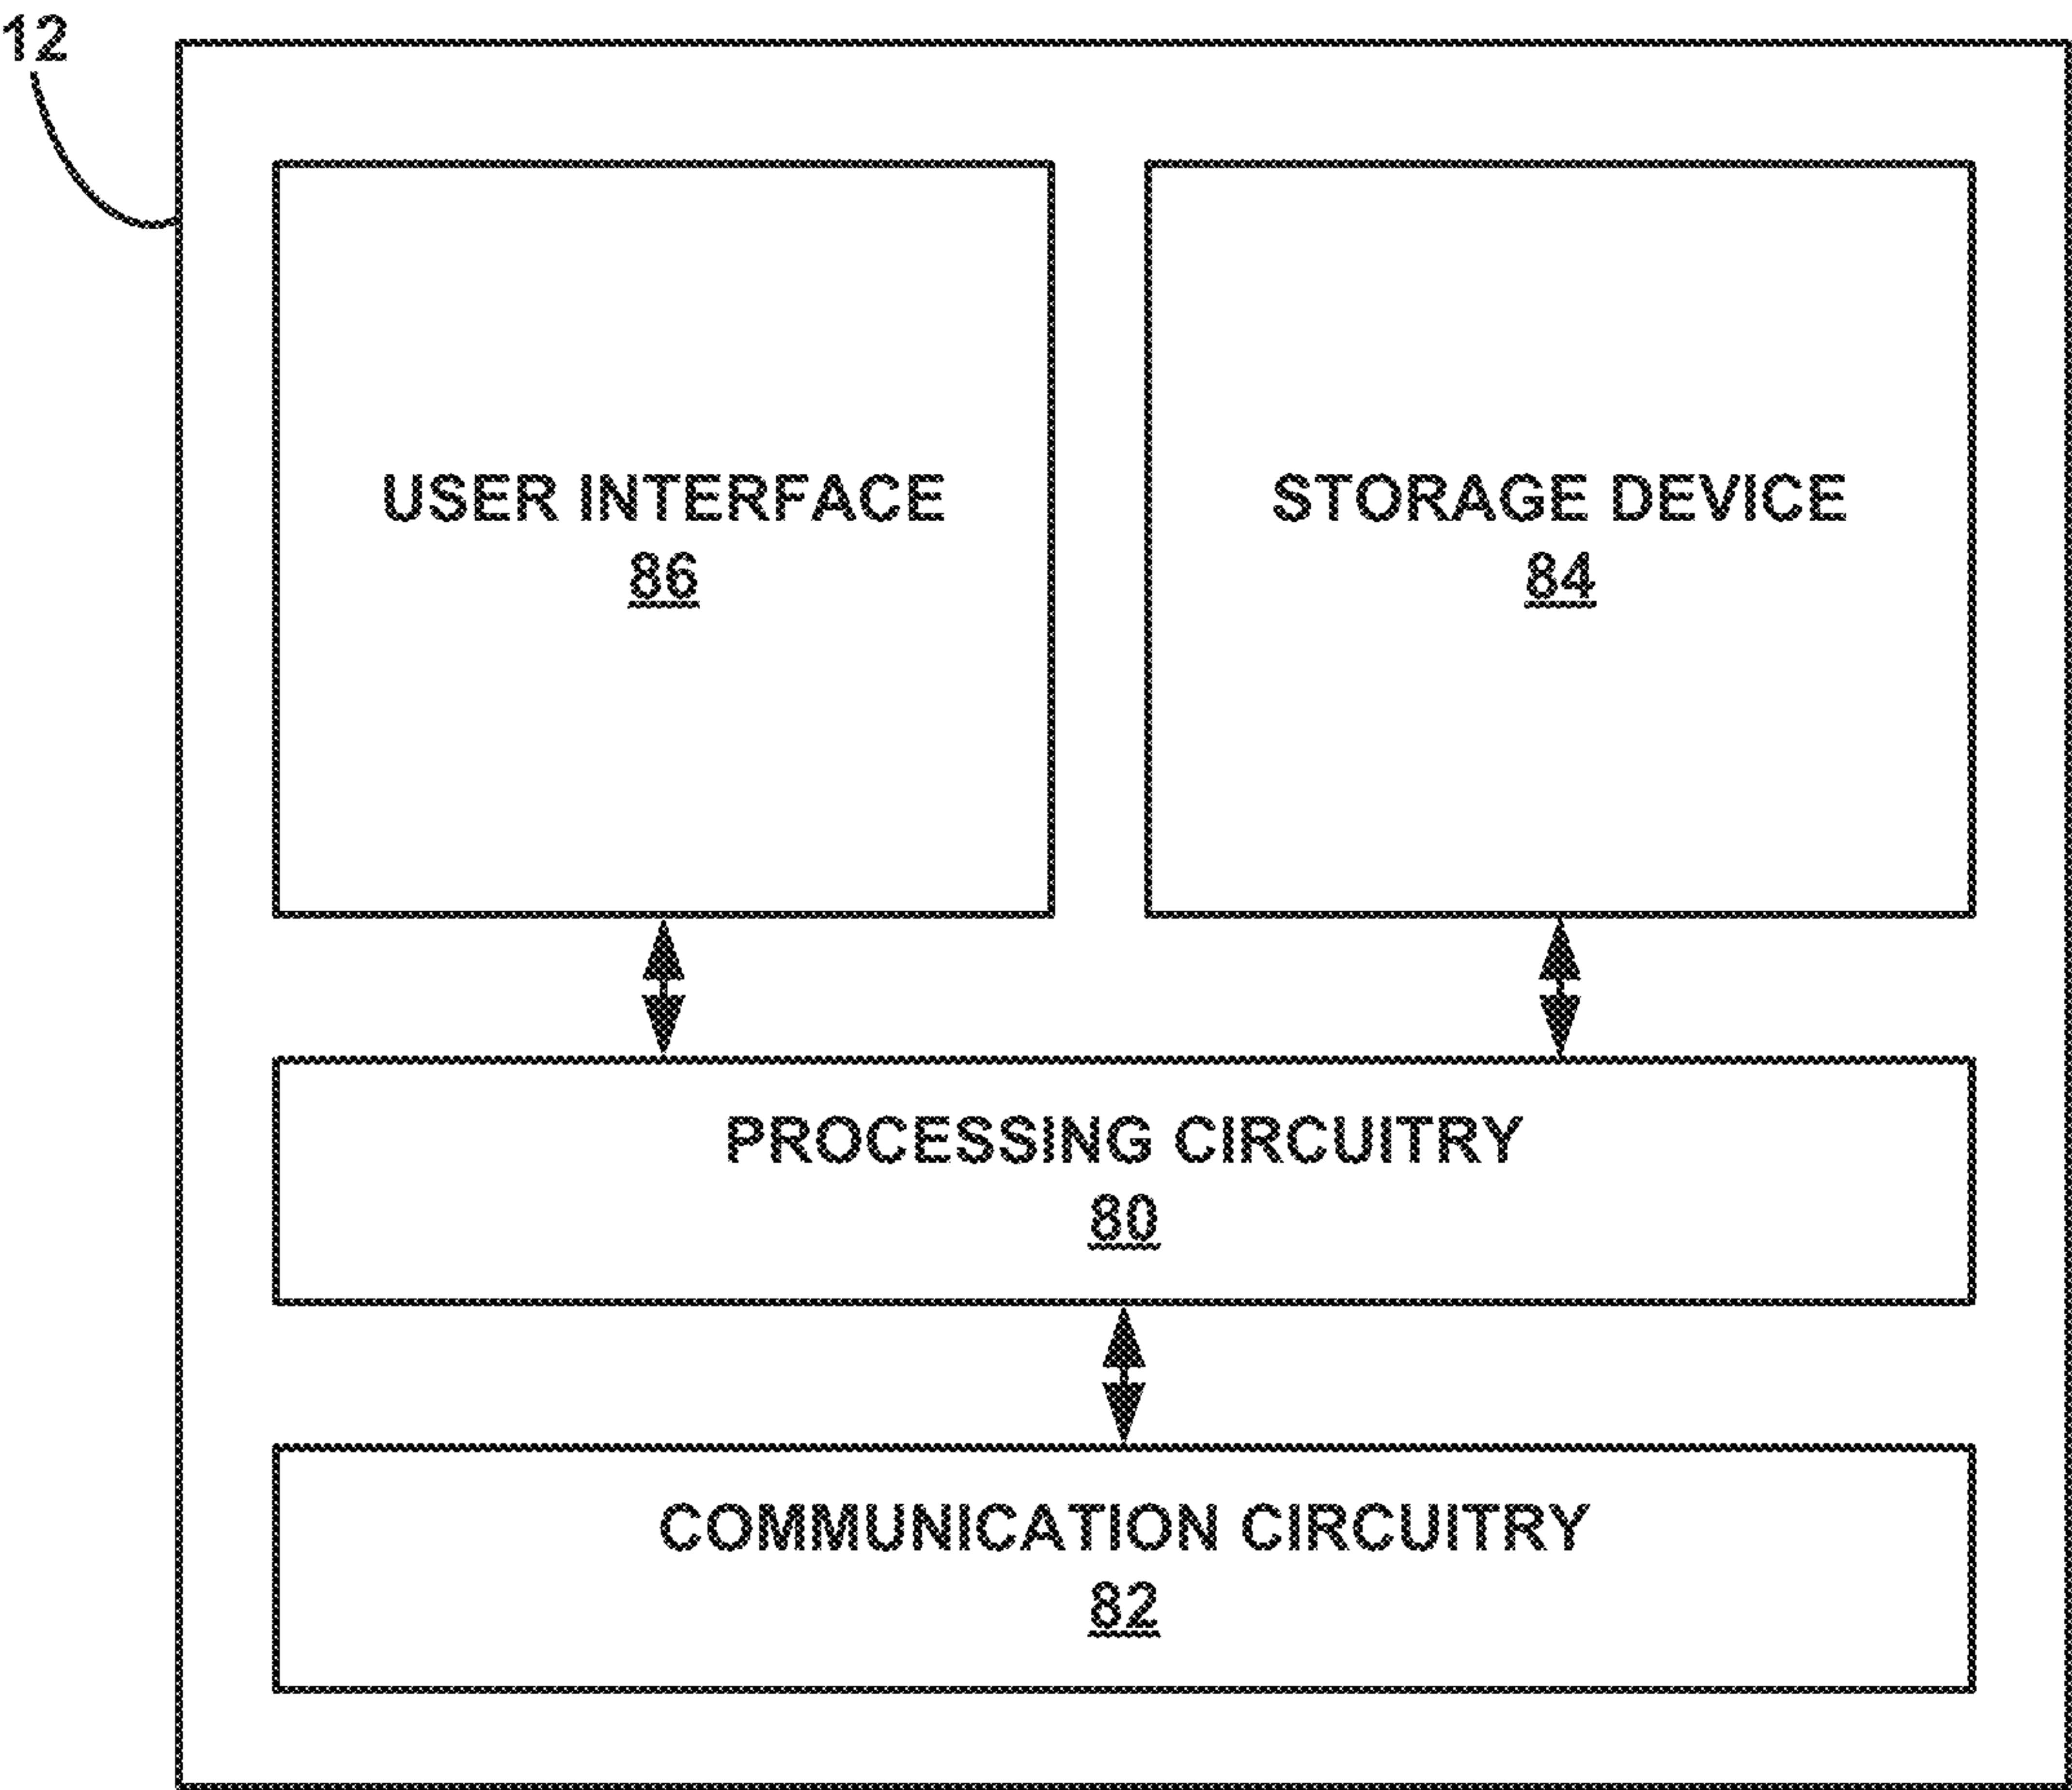 12
USER INTERFACE
86
STORAGE DEVICE
84
PROCESSING CIRCUITRY
80
COMMUNICATION CIRCUITRY
82